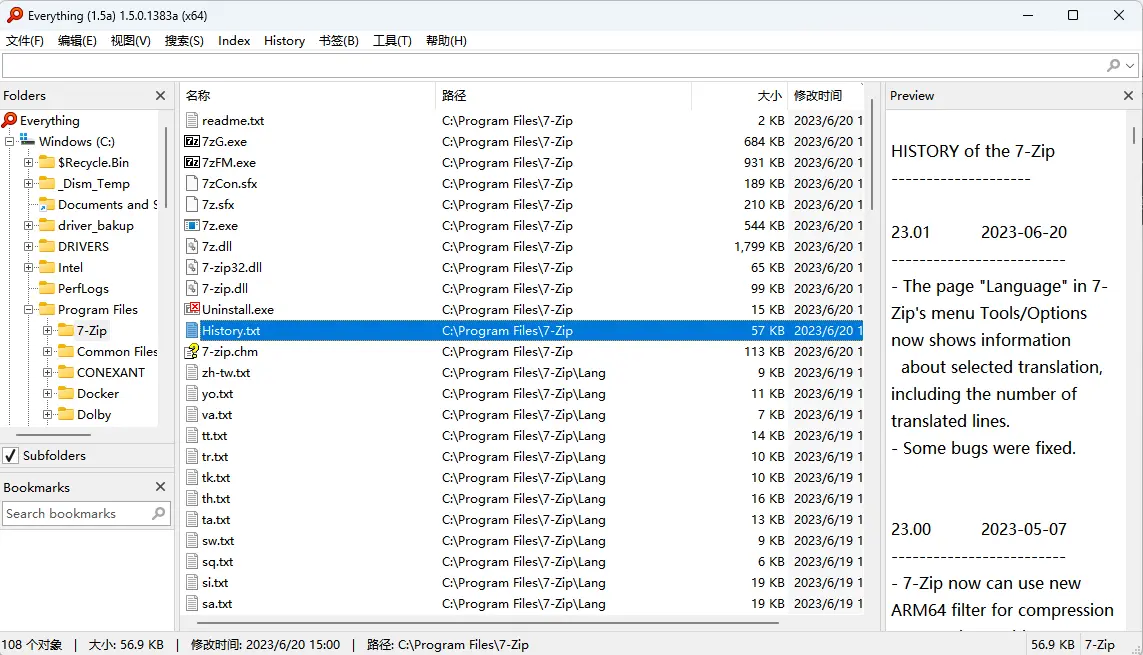 Everything (1.5a) 1.5.0.1383a (x64)
文件(F) 编辑(E) 视图(V) 搜索(S) Index History 书签(B) 工具(T) 帮助(H)
Folders
Everything
Windows (C:)
$Recycle.Bin
_Dism_Temp
Documents and S
driver_bakup
DRIVERS
Intel
PerfLogs
Program Files
7-Zip
Common Files
CONEXANT
Docker
Dolby
Subfolders
Bookmarks
Search bookmarks
名称 路径 大小 修改时间
readme.txt C:\Program Files\7-Zip 2 KB 2023/6/20 1
7zG.exe C:\Program Files\7-Zip 684 KB 2023/6/20 1
7zFM.exe C:\Program Files\7-Zip 931 KB 2023/6/20 1
7zCon.sfx C:\Program Files\7-Zip 189 KB 2023/6/20 1
7z.sfx C:\Program Files\7-Zip 210 KB 2023/6/20 1
7z.exe C:\Program Files\7-Zip 544 KB 2023/6/20 1
7z.dll C:\Program Files\7-Zip 1,799 KB 2023/6/20 1
7-zip32.dll C:\Program Files\7-Zip 65 KB 2023/6/20 1
7-zip.dll C:\Program Files\7-Zip 99 KB 2023/6/20 1
Uninstall.exe C:\Program Files\7-Zip 15 KB 2023/6/20 1
History.txt C:\Program Files\7-Zip 57 KB 2023/6/20 1
7-zip.chm C:\Program Files\7-Zip 113 KB 2023/6/20 1
zh-tw.txt C:\Program Files\7-Zip\Lang 9 KB 2023/6/19 1
yo.txt C:\Program Files\7-Zip\Lang 11 KB 2023/6/19 1
va.txt C:\Program Files\7-Zip\Lang 7 KB 2023/6/19 1
tt.txt C:\Program Files\7-Zip\Lang 14 KB 2023/6/19 1
tr.txt C:\Program Files\7-Zip\Lang 10 KB 2023/6/19 1
tk.txt C:\Program Files\7-Zip\Lang 10 KB 2023/6/19 1
th.txt C:\Program Files\7-Zip\Lang 16 KB 2023/6/19 1
ta.txt C:\Program Files\7-Zip\Lang 13 KB 2023/6/19 1
sw.txt C:\Program Files\7-Zip\Lang 9 KB 2023/6/19 1
sq.txt C:\Program Files\7-Zip\Lang 6 KB 2023/6/19 1
si.txt C:\Program Files\7-Zip\Lang 19 KB 2023/6/19 1
sa.txt C:\Program Files\7-Zip\Lang 19 KB 2023/6/19 1
Preview
HISTORY of the 7-Zip
--------------------
23.01 2023-06-20
-------------------------
- The page "Language" in 7-
Zip's menu Tools/Options
now shows information
about selected translation,
including the number of
translated lines.
- Some bugs were fixed.
23.00 2023-05-07
-------------------------
- 7-Zip now can use new
ARM64 filter for compression
108 个对象 | 大小: 56.9 KB | 修改时间: 2023/6/20 15:00 | 路径: C:\Program Files\7-Zip 56.9 KB 7-Zip